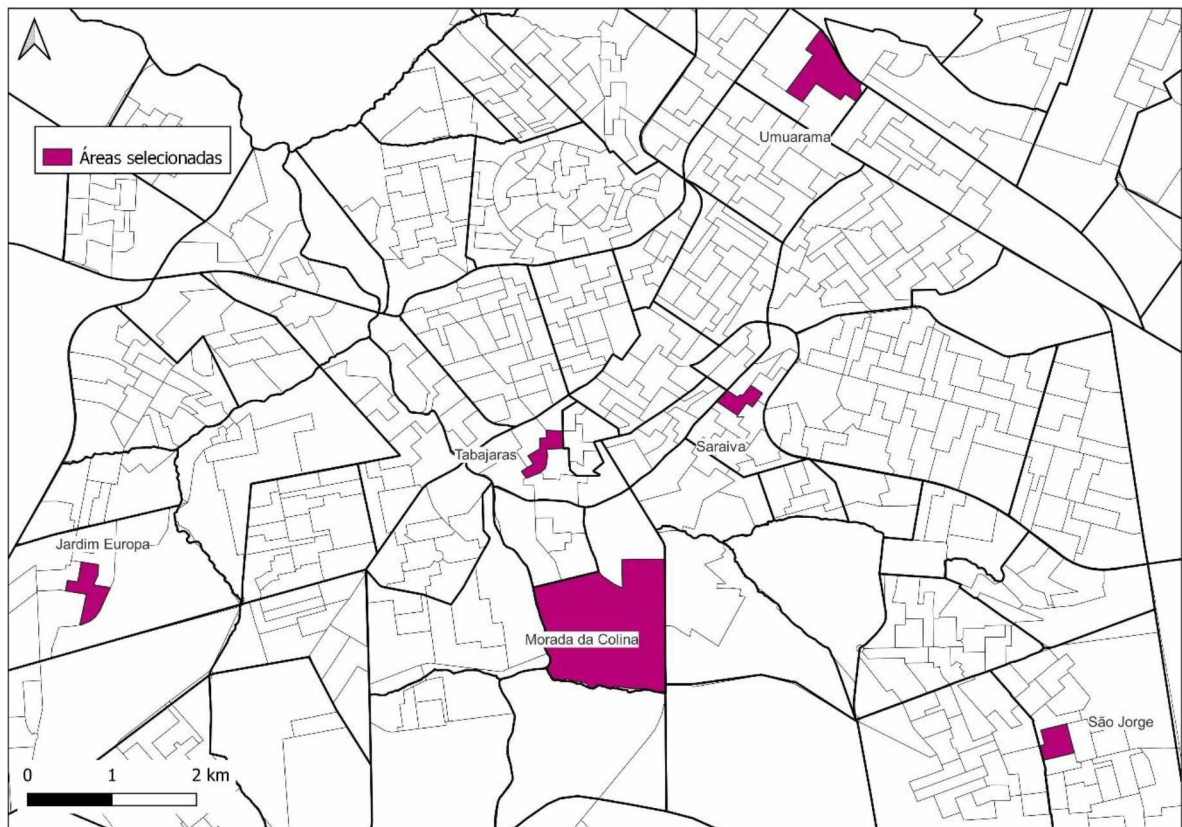 Umuarama
Áreas selecionadas
Saraiva
Tabajaras
Jardim Europa
Morada da Colina
São Jorge
0 1 2 km